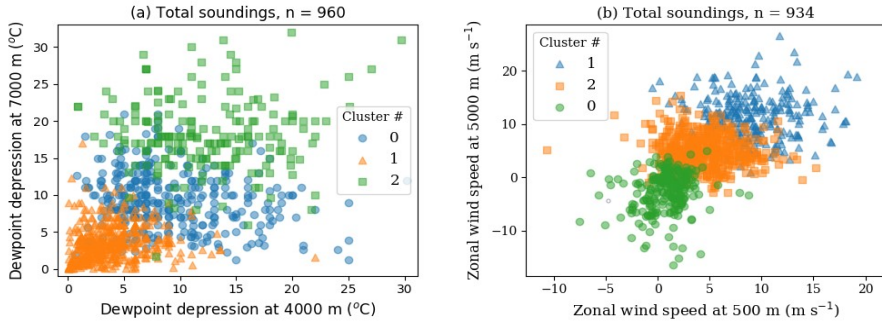 (a) Total soundings, n = 960
Dewpoint depression at 7000 m (°C)
30
25
20
15
10
5
0
Cluster #
0
1
2
0 5 10 15 20 25 30
Dewpoint depression at 4000 m (°C)
(b) Total soundings, n = 934
Zonal wind speed at 5000 m (m s⁻¹)
20
10
0
−10
Cluster #
1
2
0
−10 −5 0 5 10 15 20
Zonal wind speed at 500 m (m s⁻¹)